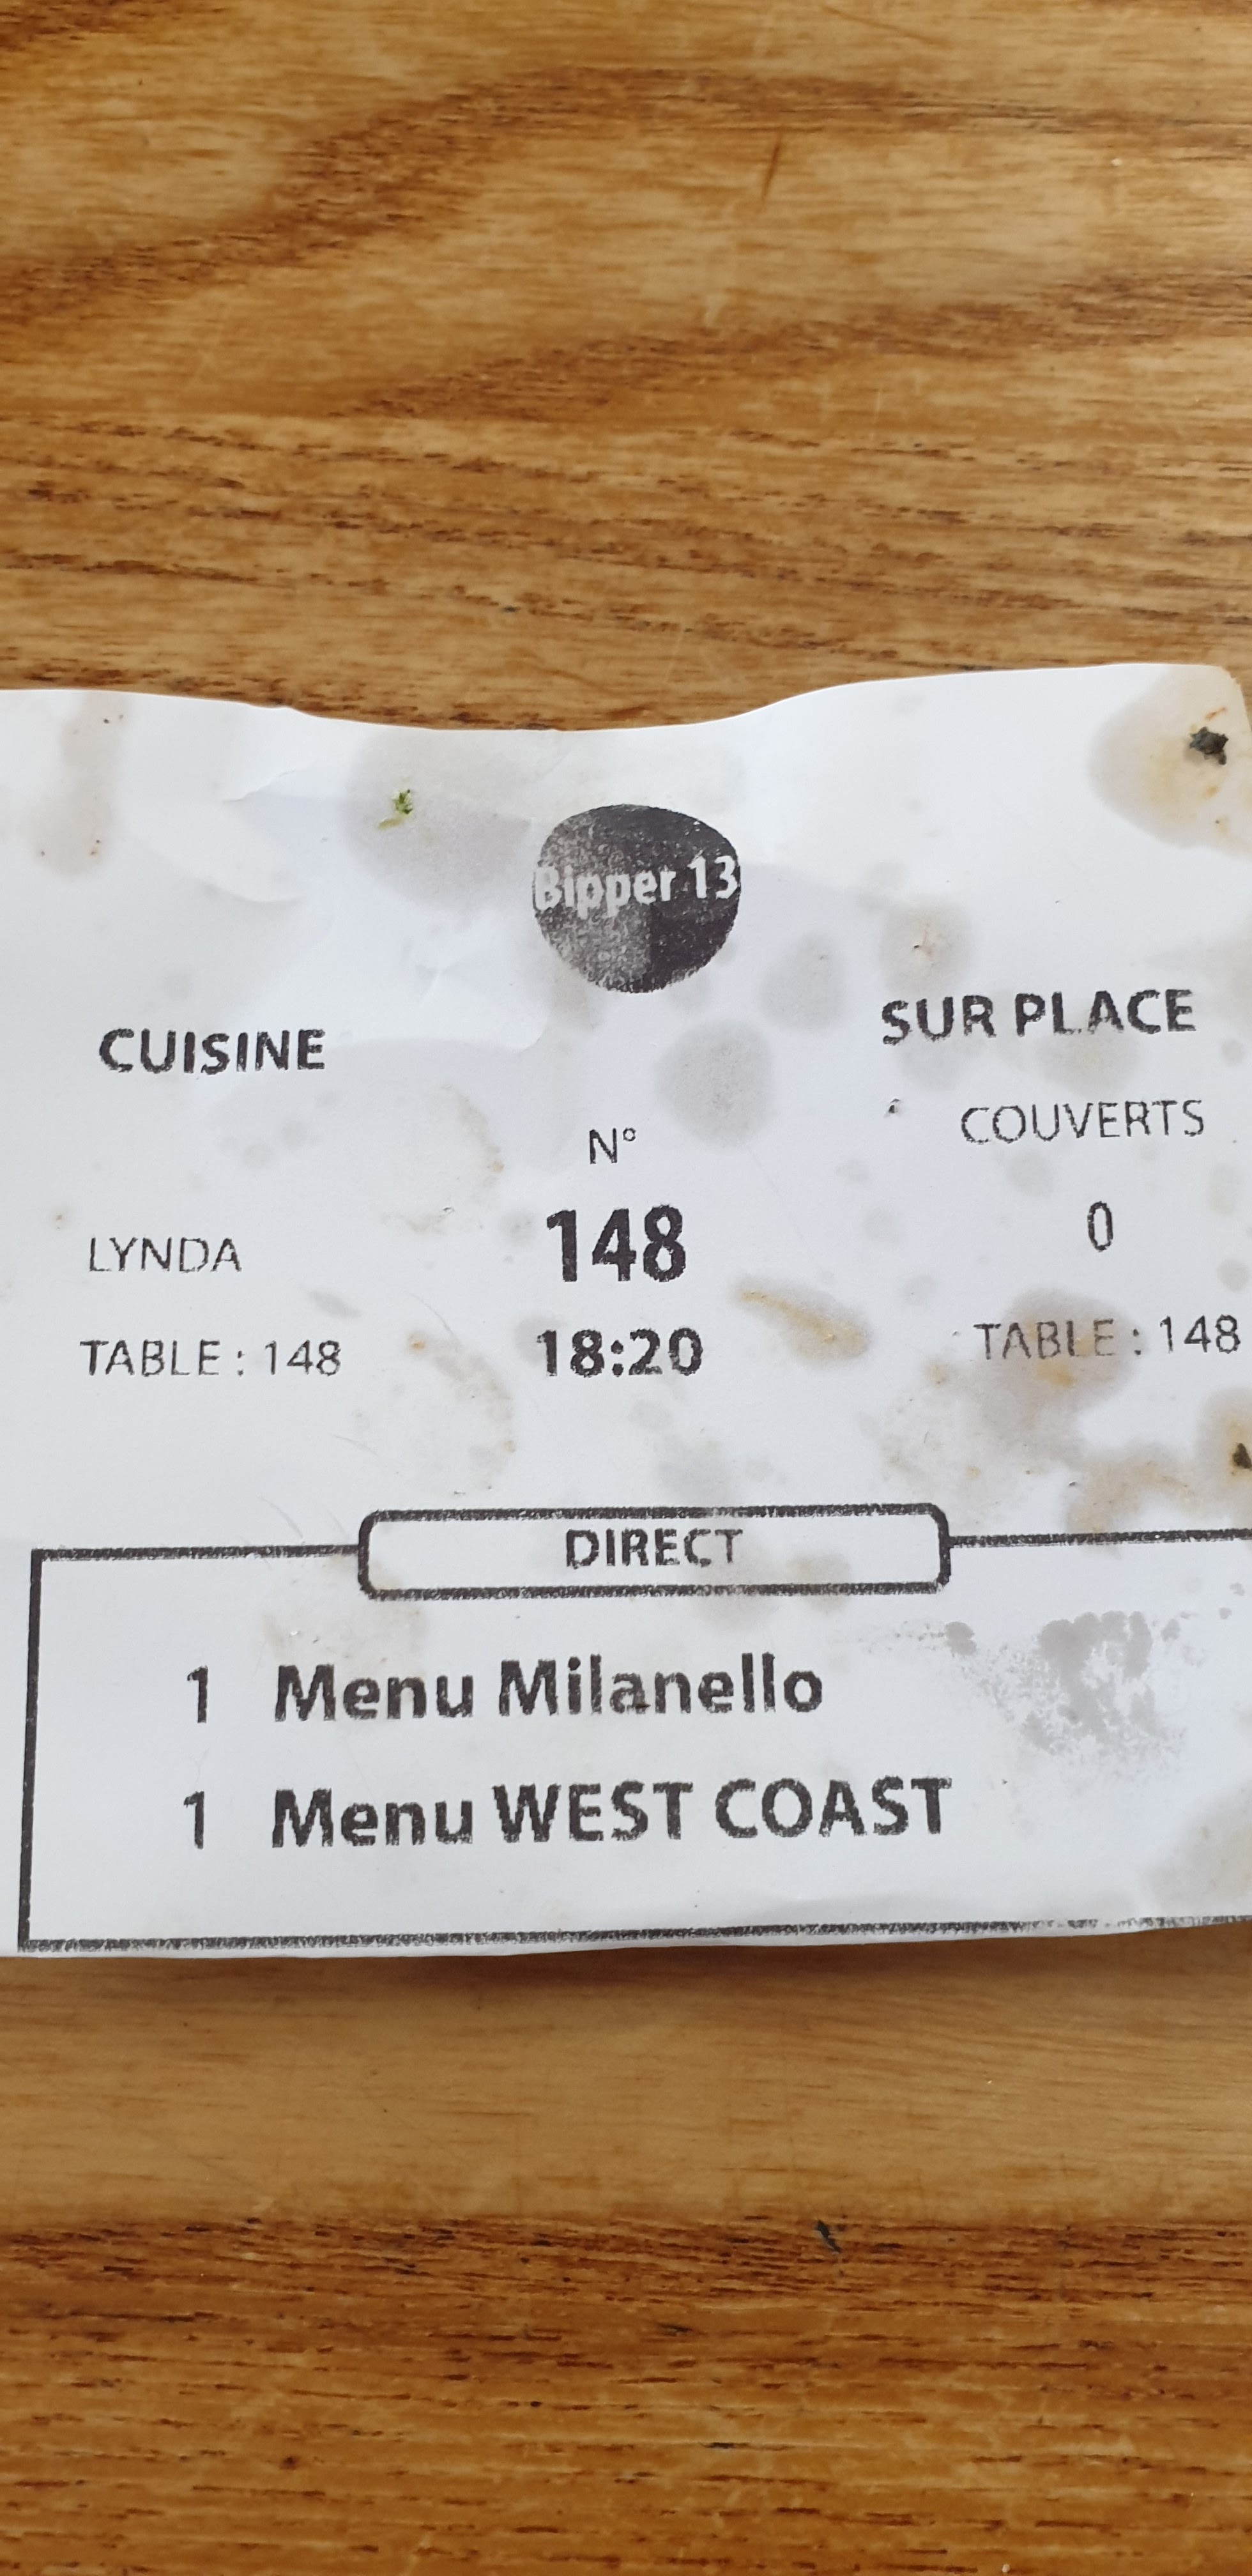 Bipper 13
CUISINE
SUR PLACE
N°
COUVERTS
LYNDA
148
0
TABLE : 148
18:20
TABLE : 148
DIRECT
1 Menu Milanello
1 Menu WEST COAST